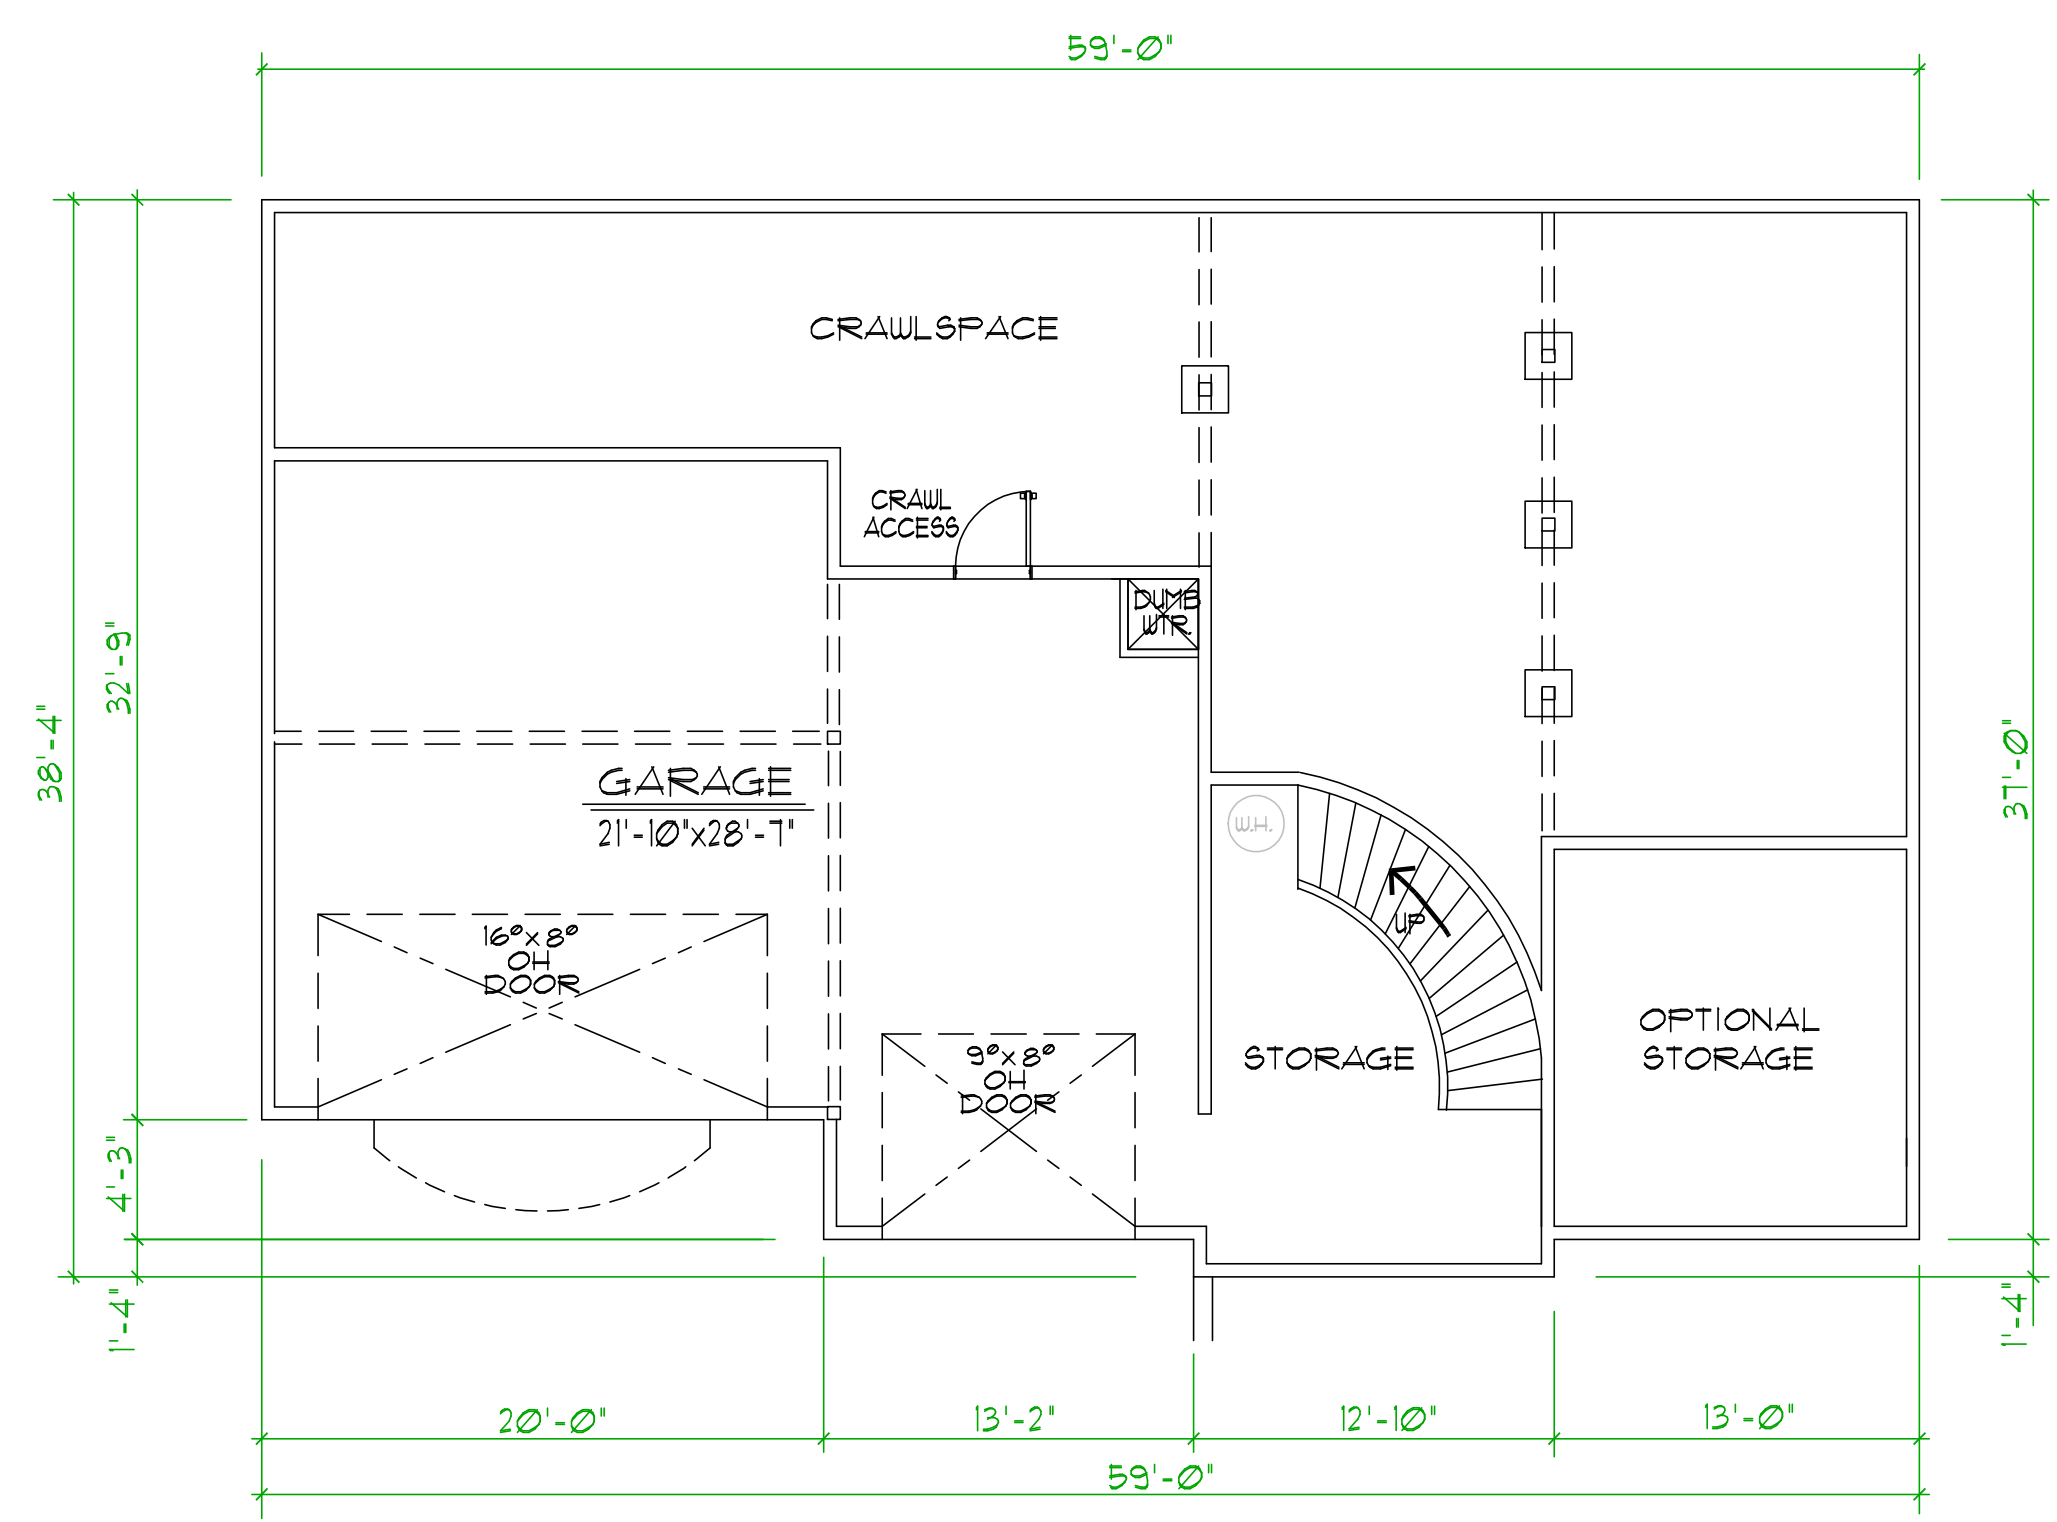 59'-0"
CRAWLSPACE
CRAWL
ACCESS
DUMB
WTR.
32'-9"
38'-4"
37'-0"
GARAGE
21'-10"x28'-7"
W.H.
UP
16⁰x8⁰
OH
DOOR
9⁰x8⁰
OH
DOOR
STORAGE
OPTIONAL
STORAGE
4'-3"
1'-4"
1'-4"
20'-0"
13'-2"
12'-10"
13'-0"
59'-0"